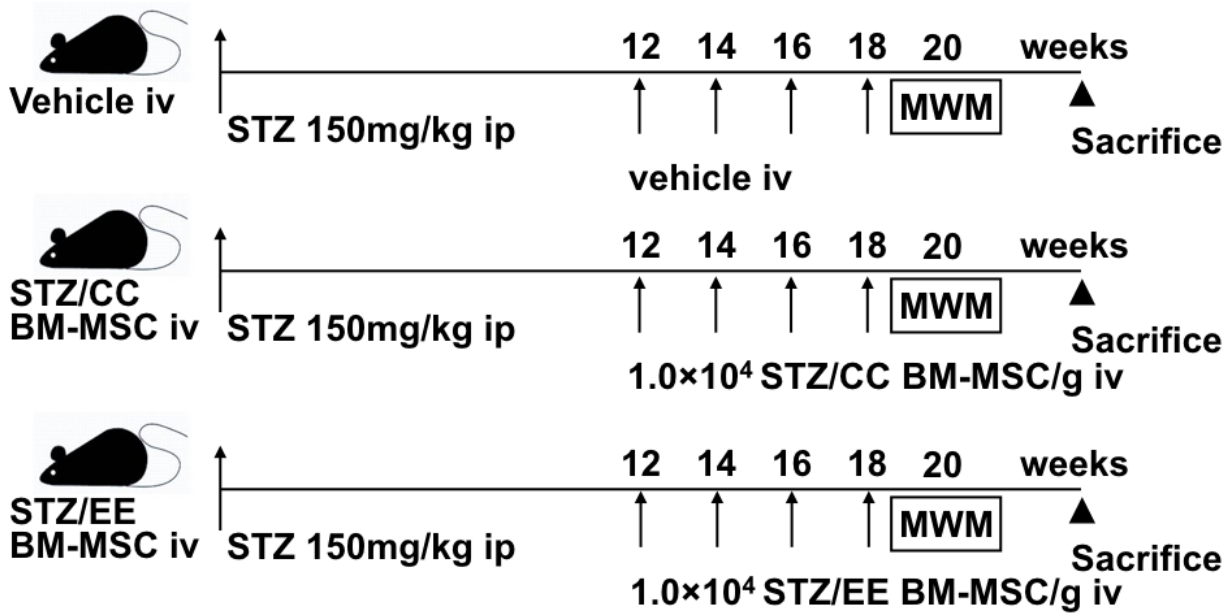 12 14 16 18 20 weeks
Vehicle iv
MWM
STZ 150mg/kg ip
Sacrifice
vehicle iv
12 14 16 18 20 weeks
STZ/CC
BM-MSC iv
MWM
STZ 150mg/kg ip
Sacrifice
1.0×10⁴ STZ/CC BM-MSC/g iv
12 14 16 18 20 weeks
STZ/EE
BM-MSC iv
MWM
STZ 150mg/kg ip
Sacrifice
1.0×10⁴ STZ/EE BM-MSC/g iv